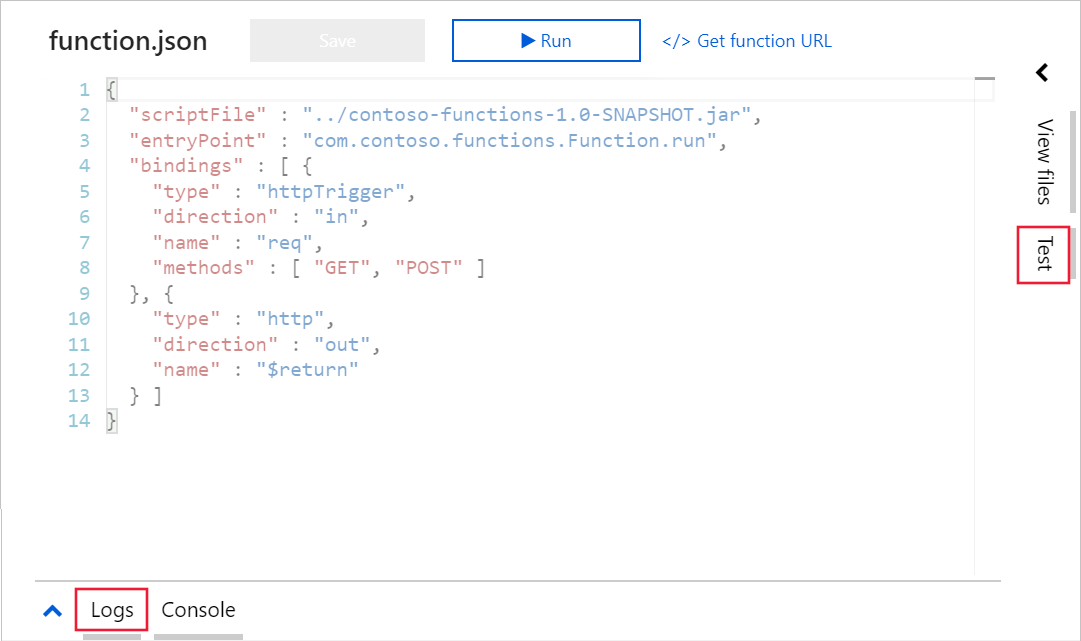 function.json Save Run </> Get function URL
1 {
2 "scriptFile" : "../contoso-functions-1.0-SNAPSHOT.jar",
3 "entryPoint" : "com.contoso.functions.Function.run",
4 "bindings" : [ {
5 "type" : "httpTrigger",
6 "direction" : "in",
7 "name" : "req",
8 "methods" : [ "GET", "POST" ]
9 }, {
10 "type" : "http",
11 "direction" : "out",
12 "name" : "$return"
13 } ]
14 }
View files
Test
Logs Console